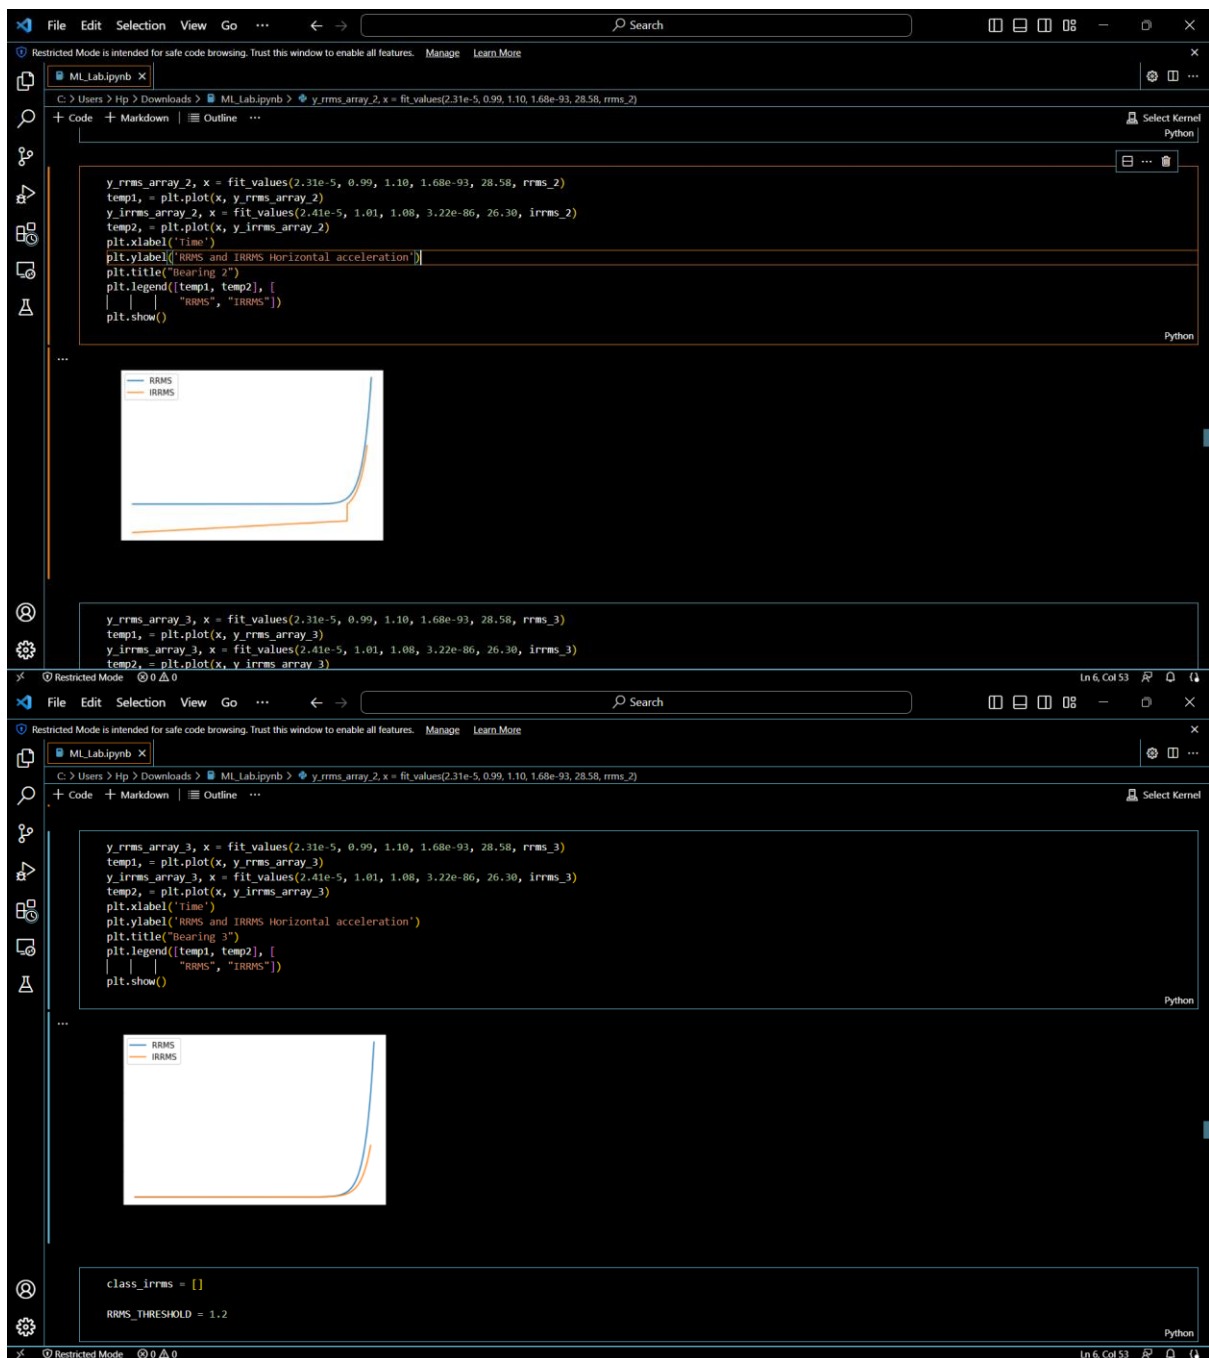 File Edit Selection View Go ··· ← → Search
Restricted Mode is intended for safe code browsing. Trust this window to enable all features. Manage Learn More
ML_Lab.ipynb
C: > Users > Hp > Downloads > ML_Lab.ipynb > y_rrms_array_2, x = fit_values(2.31e-5, 0.99, 1.10, 1.68e-93, 28.58, rrms_2)
+ Code + Markdown | Outline ··· Select Kernel
Python
y_rrms_array_2, x = fit_values(2.31e-5, 0.99, 1.10, 1.68e-93, 28.58, rrms_2)
temp1, = plt.plot(x, y_rrms_array_2)
y_irrms_array_2, x = fit_values(2.41e-5, 1.01, 1.08, 3.22e-86, 26.30, irrms_2)
temp2, = plt.plot(x, y_irrms_array_2)
plt.xlabel('Time')
plt.ylabel('RRMS and IRRMS Horizontal acceleration')
plt.title("Bearing 2")
plt.legend([temp1, temp2], [
"RRMS", "IRRMS"])
plt.show()
Python
···
RRMS
IRRMS
y_rrms_array_3, x = fit_values(2.31e-5, 0.99, 1.10, 1.68e-93, 28.58, rrms_3)
temp1, = plt.plot(x, y_rrms_array_3)
y_irrms_array_3, x = fit_values(2.41e-5, 1.01, 1.08, 3.22e-86, 26.30, irrms_3)
temp2, = plt.plot(x, y_irrms_array_3)
Restricted Mode 0 0 Ln 6, Col 53
File Edit Selection View Go ··· ← → Search
Restricted Mode is intended for safe code browsing. Trust this window to enable all features. Manage Learn More
ML_Lab.ipynb
C: > Users > Hp > Downloads > ML_Lab.ipynb > y_rrms_array_2, x = fit_values(2.31e-5, 0.99, 1.10, 1.68e-93, 28.58, rrms_2)
+ Code + Markdown | Outline ··· Select Kernel
y_rrms_array_3, x = fit_values(2.31e-5, 0.99, 1.10, 1.68e-93, 28.58, rrms_3)
temp1, = plt.plot(x, y_rrms_array_3)
y_irrms_array_3, x = fit_values(2.41e-5, 1.01, 1.08, 3.22e-86, 26.30, irrms_3)
temp2, = plt.plot(x, y_irrms_array_3)
plt.xlabel('Time')
plt.ylabel('RRMS and IRRMS Horizontal acceleration')
plt.title("Bearing 3")
plt.legend([temp1, temp2], [
"RRMS", "IRRMS"])
plt.show()
Python
···
RRMS
IRRMS
class_irrms = []
RRMS_THRESHOLD = 1.2
Python
Restricted Mode 0 0 Ln 6, Col 53